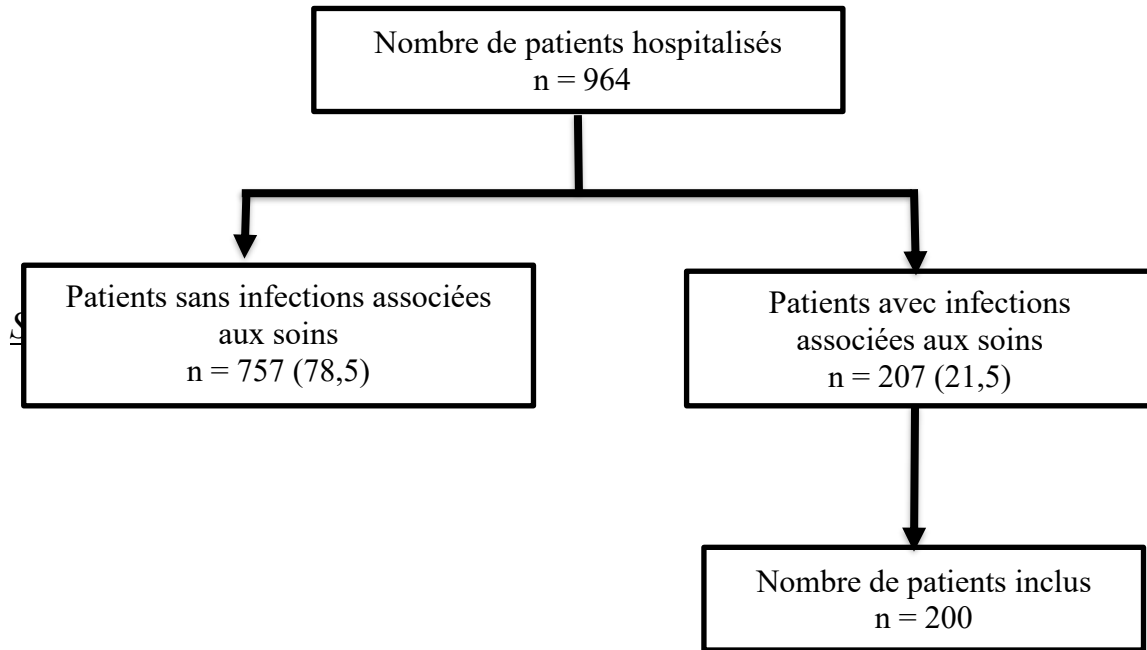 Nombre de patients hospitalisés
n = 964
Patients sans infections associées
aux soins
n = 757 (78,5)
Patients avec infections
associées aux soins
n = 207 (21,5)
Nombre de patients inclus
n = 200